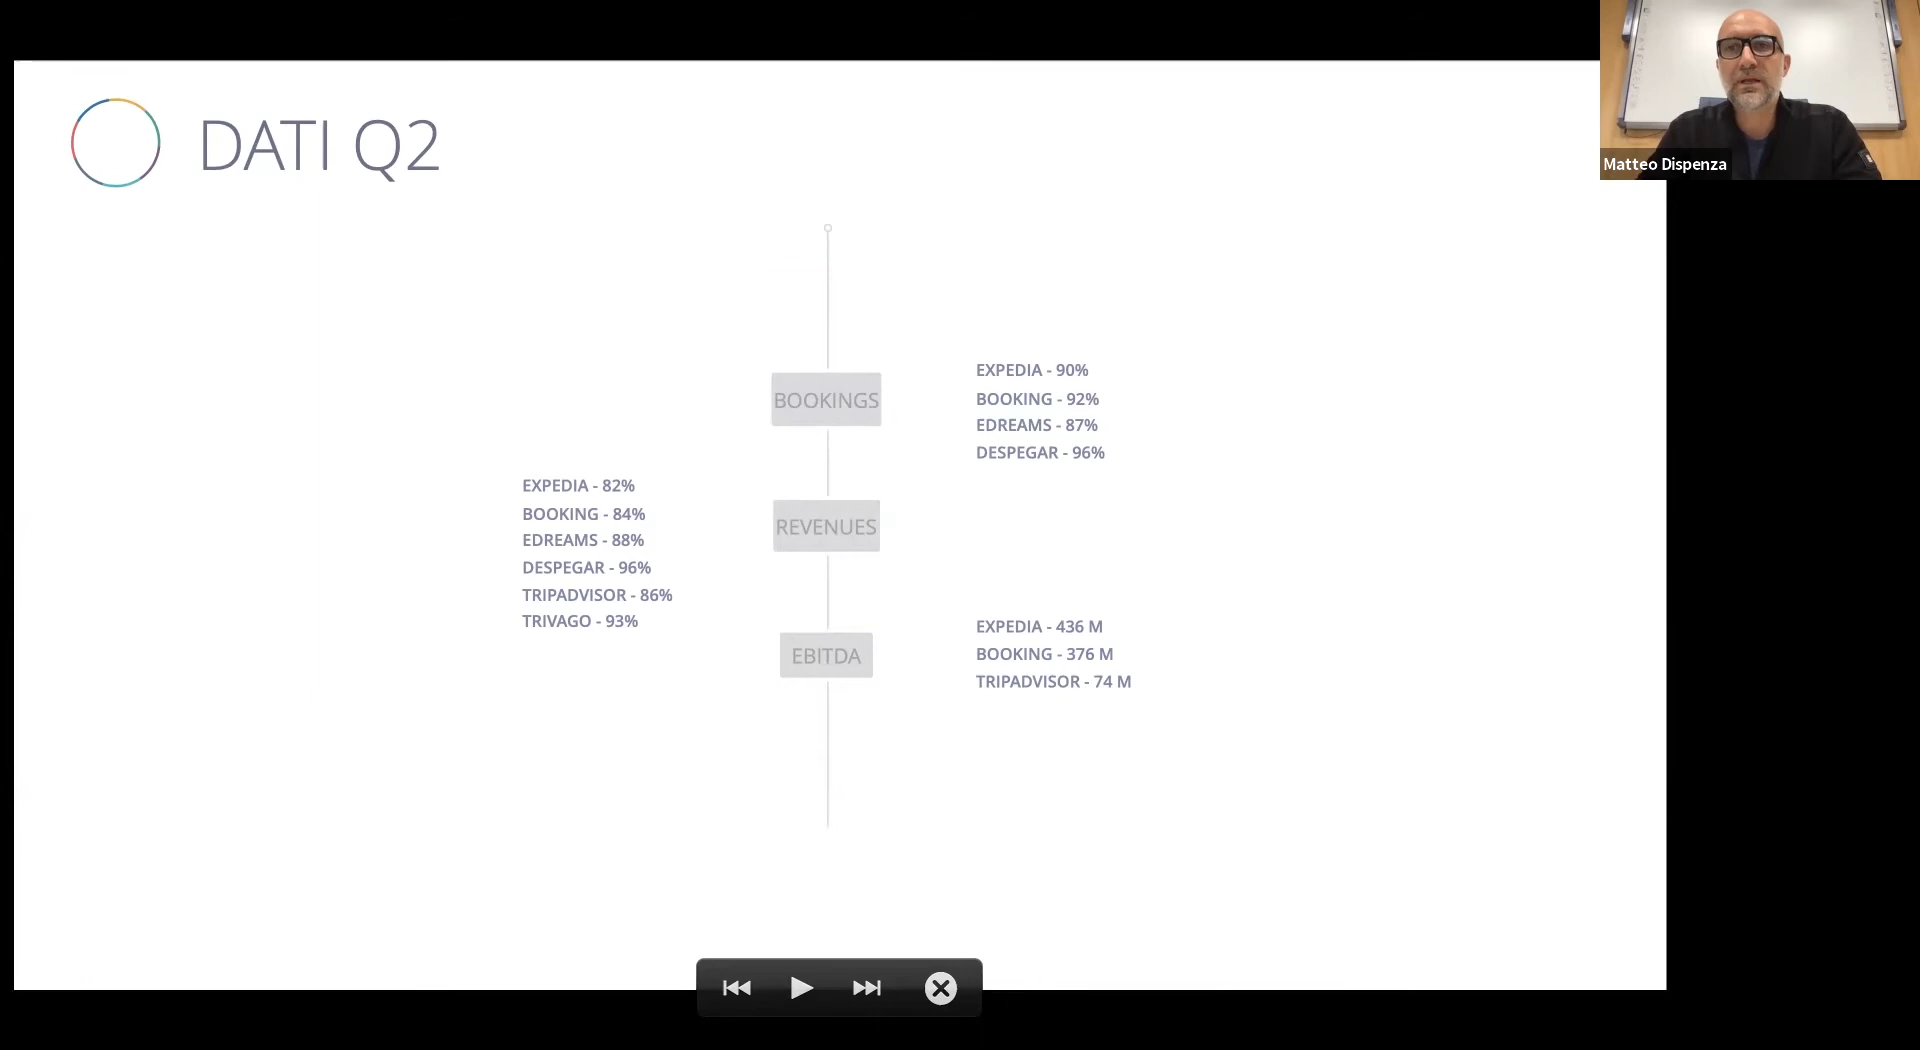 DATI Q2
BOOKINGS
EXPEDIA - 90%
BOOKING - 92%
EDREAMS - 87%
DESPEGAR - 96%
REVENUES
EXPEDIA - 82%
BOOKING - 84%
EDREAMS - 88%
DESPEGAR - 96%
TRIPADVISOR - 86%
TRIVAGO - 93%
EBITDA
EXPEDIA - 436 M
BOOKING - 376 M
TRIPADVISOR - 74 M
Matteo Dispenza